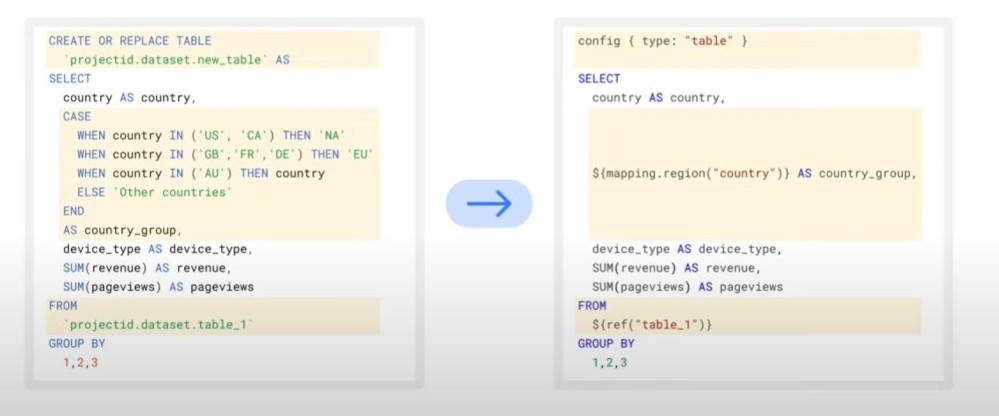 CREATE OR REPLACE TABLE
`projectid.dataset.new_table` AS
SELECT
country AS country,
CASE
WHEN country IN ('US', 'CA') THEN 'NA'
WHEN country IN ('GB','FR','DE') THEN 'EU'
WHEN country IN ('AU') THEN country
ELSE 'Other countries'
END
AS country_group,
device_type AS device_type,
SUM(revenue) AS revenue,
SUM(pageviews) AS pageviews
FROM
`projectid.dataset.table_1`
GROUP BY
1,2,3
config { type: "table" }
SELECT
country AS country,
${mapping.region("country")} AS country_group,
device_type AS device_type,
SUM(revenue) AS revenue,
SUM(pageviews) AS pageviews
FROM
${ref("table_1")}
GROUP BY
1,2,3